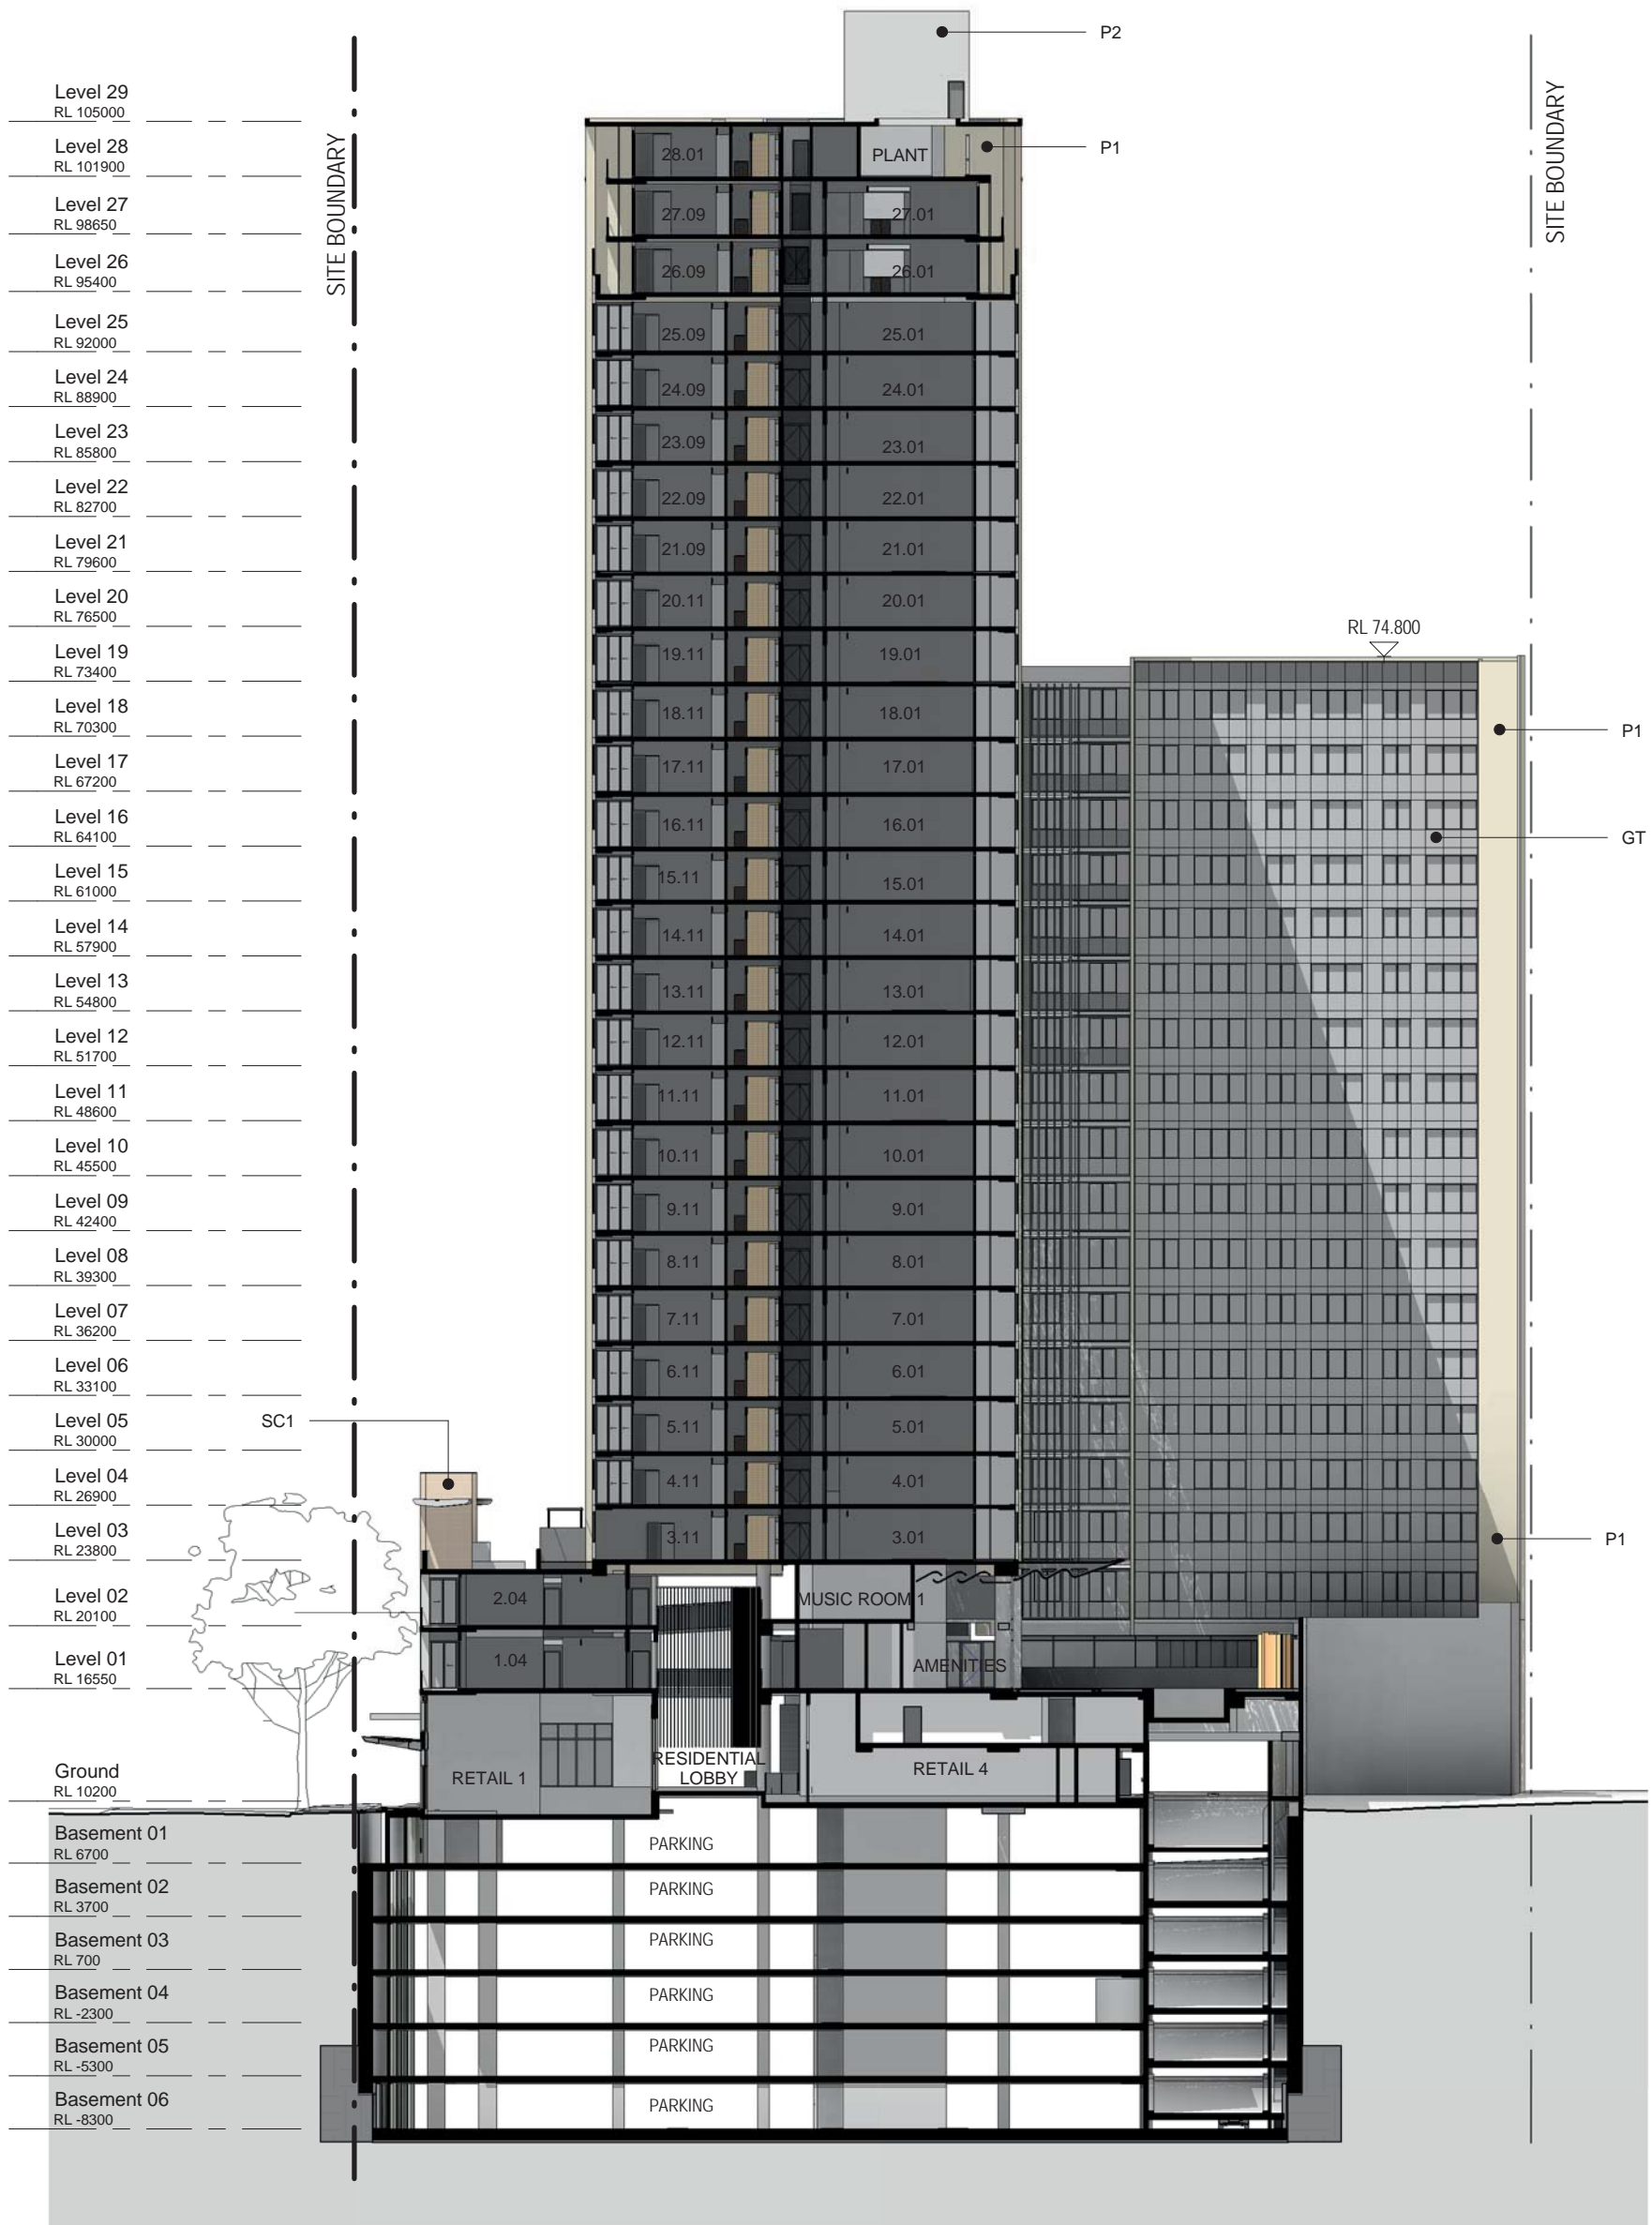 P2
Level 29
RL 105000
SITE BOUNDARY
SITE BOUNDARY
Level 28
RL 101900
28.01
PLANT
P1
Level 27
RL 98650
27.09
27.01
Level 26
RL 95400
26.09
26.01
Level 25
RL 92000
25.09
25.01
Level 24
RL 88900
24.09
24.01
Level 23
RL 85800
23.09
23.01
Level 22
RL 82700
22.09
22.01
Level 21
RL 79600
21.09
21.01
Level 20
RL 76500
20.11
20.01
RL 74.800
Level 19
RL 73400
19.11
19.01
Level 18
RL 70300
18.11
18.01
P1
Level 17
RL 67200
17.11
17.01
Level 16
RL 64100
16.11
16.01
GT
Level 15
RL 61000
15.11
15.01
Level 14
RL 57900
14.11
14.01
Level 13
RL 54800
13.11
13.01
Level 12
RL 51700
12.11
12.01
Level 11
RL 48600
11.11
11.01
Level 10
RL 45500
10.11
10.01
Level 09
RL 42400
9.11
9.01
Level 08
RL 39300
8.11
8.01
Level 07
RL 36200
7.11
7.01
Level 06
RL 33100
6.11
6.01
Level 05
RL 30000
SC1
5.11
5.01
Level 04
RL 26900
4.11
4.01
Level 03
RL 23800
3.11
3.01
P1
Level 02
RL 20100
2.04
MUSIC ROOM 1
Level 01
RL 16550
1.04
AMENITIES
Ground
RL 10200
RETAIL 1
RESIDENTIAL
LOBBY
RETAIL 4
Basement 01
RL 6700
PARKING
Basement 02
RL 3700
PARKING
Basement 03
RL 700
PARKING
Basement 04
RL -2300
PARKING
Basement 05
RL -5300
PARKING
Basement 06
RL -8300
PARKING